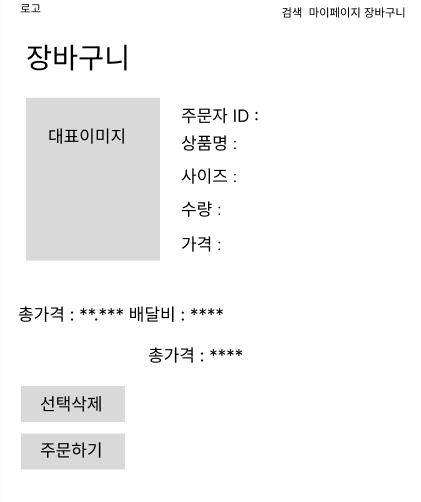 로고
검색 마이페이지 장바구니
장바구니
대표이미지
주문자 ID :
상품명 :
사이즈 :
수량 :
가격 :
총가격 : **.*** 배달비 : ****
총가격 : ****
선택삭제
주문하기